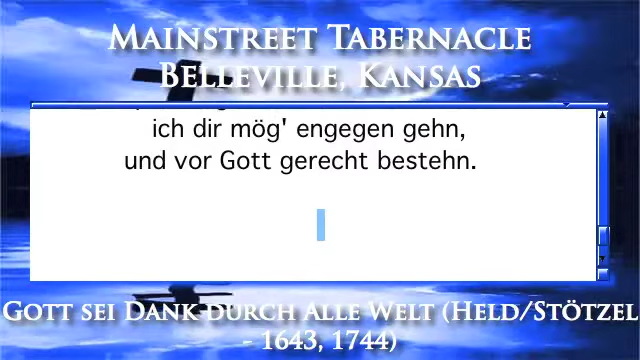 Mainstreet Tabernacle
Belleville, Kansas
ich dir mög' engegen gehn,
und vor Gott gerecht bestehn.
Gott sei Dank durch Alle Welt (Held/Stötzel
- 1643, 1744)